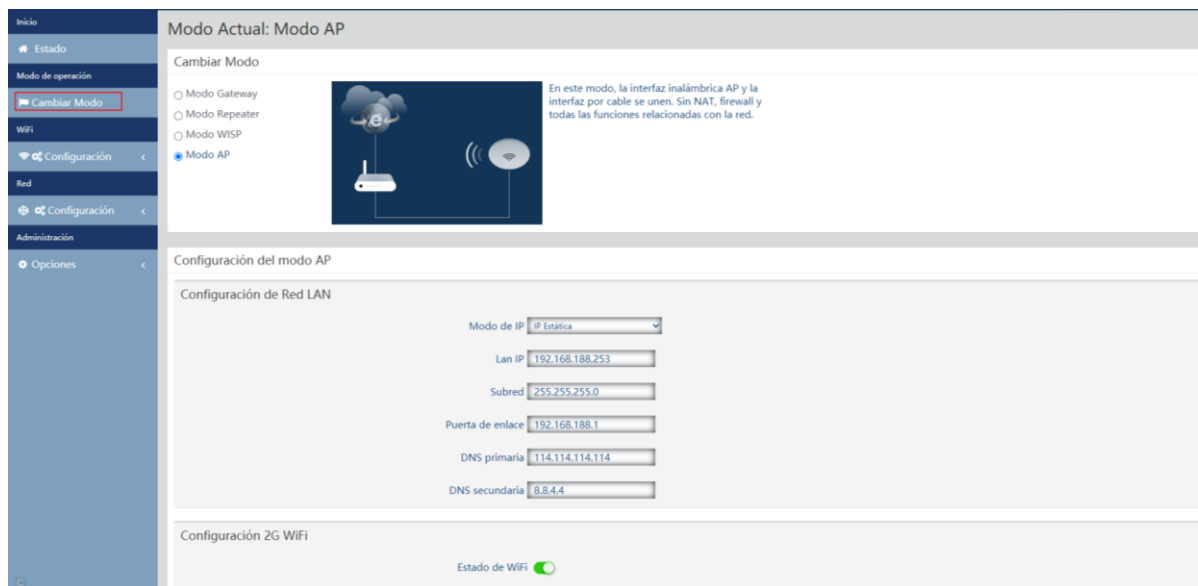 Inicio
Estado
Modo de operación
Cambiar Modo
WiFi
Configuración
Red
Configuración
Administración
Opciones
Modo Actual: Modo AP
Cambiar Modo
Modo Gateway
Modo Repeater
Modo WISP
Modo AP
En este modo, la interfaz inalámbrica AP y la
interfaz por cable se unen. Sin NAT, firewall y
todas las funciones relacionadas con la red.
Configuración del modo AP
Configuración de Red LAN
Modo de IP IP Estática
Lan IP 192.168.188.253
Subred 255.255.255.0
Puerta de enlace 192.168.188.1
DNS primaria 114.114.114.114
DNS secundaria 8.8.4.4
Configuración 2G WiFi
Estado de WiFi